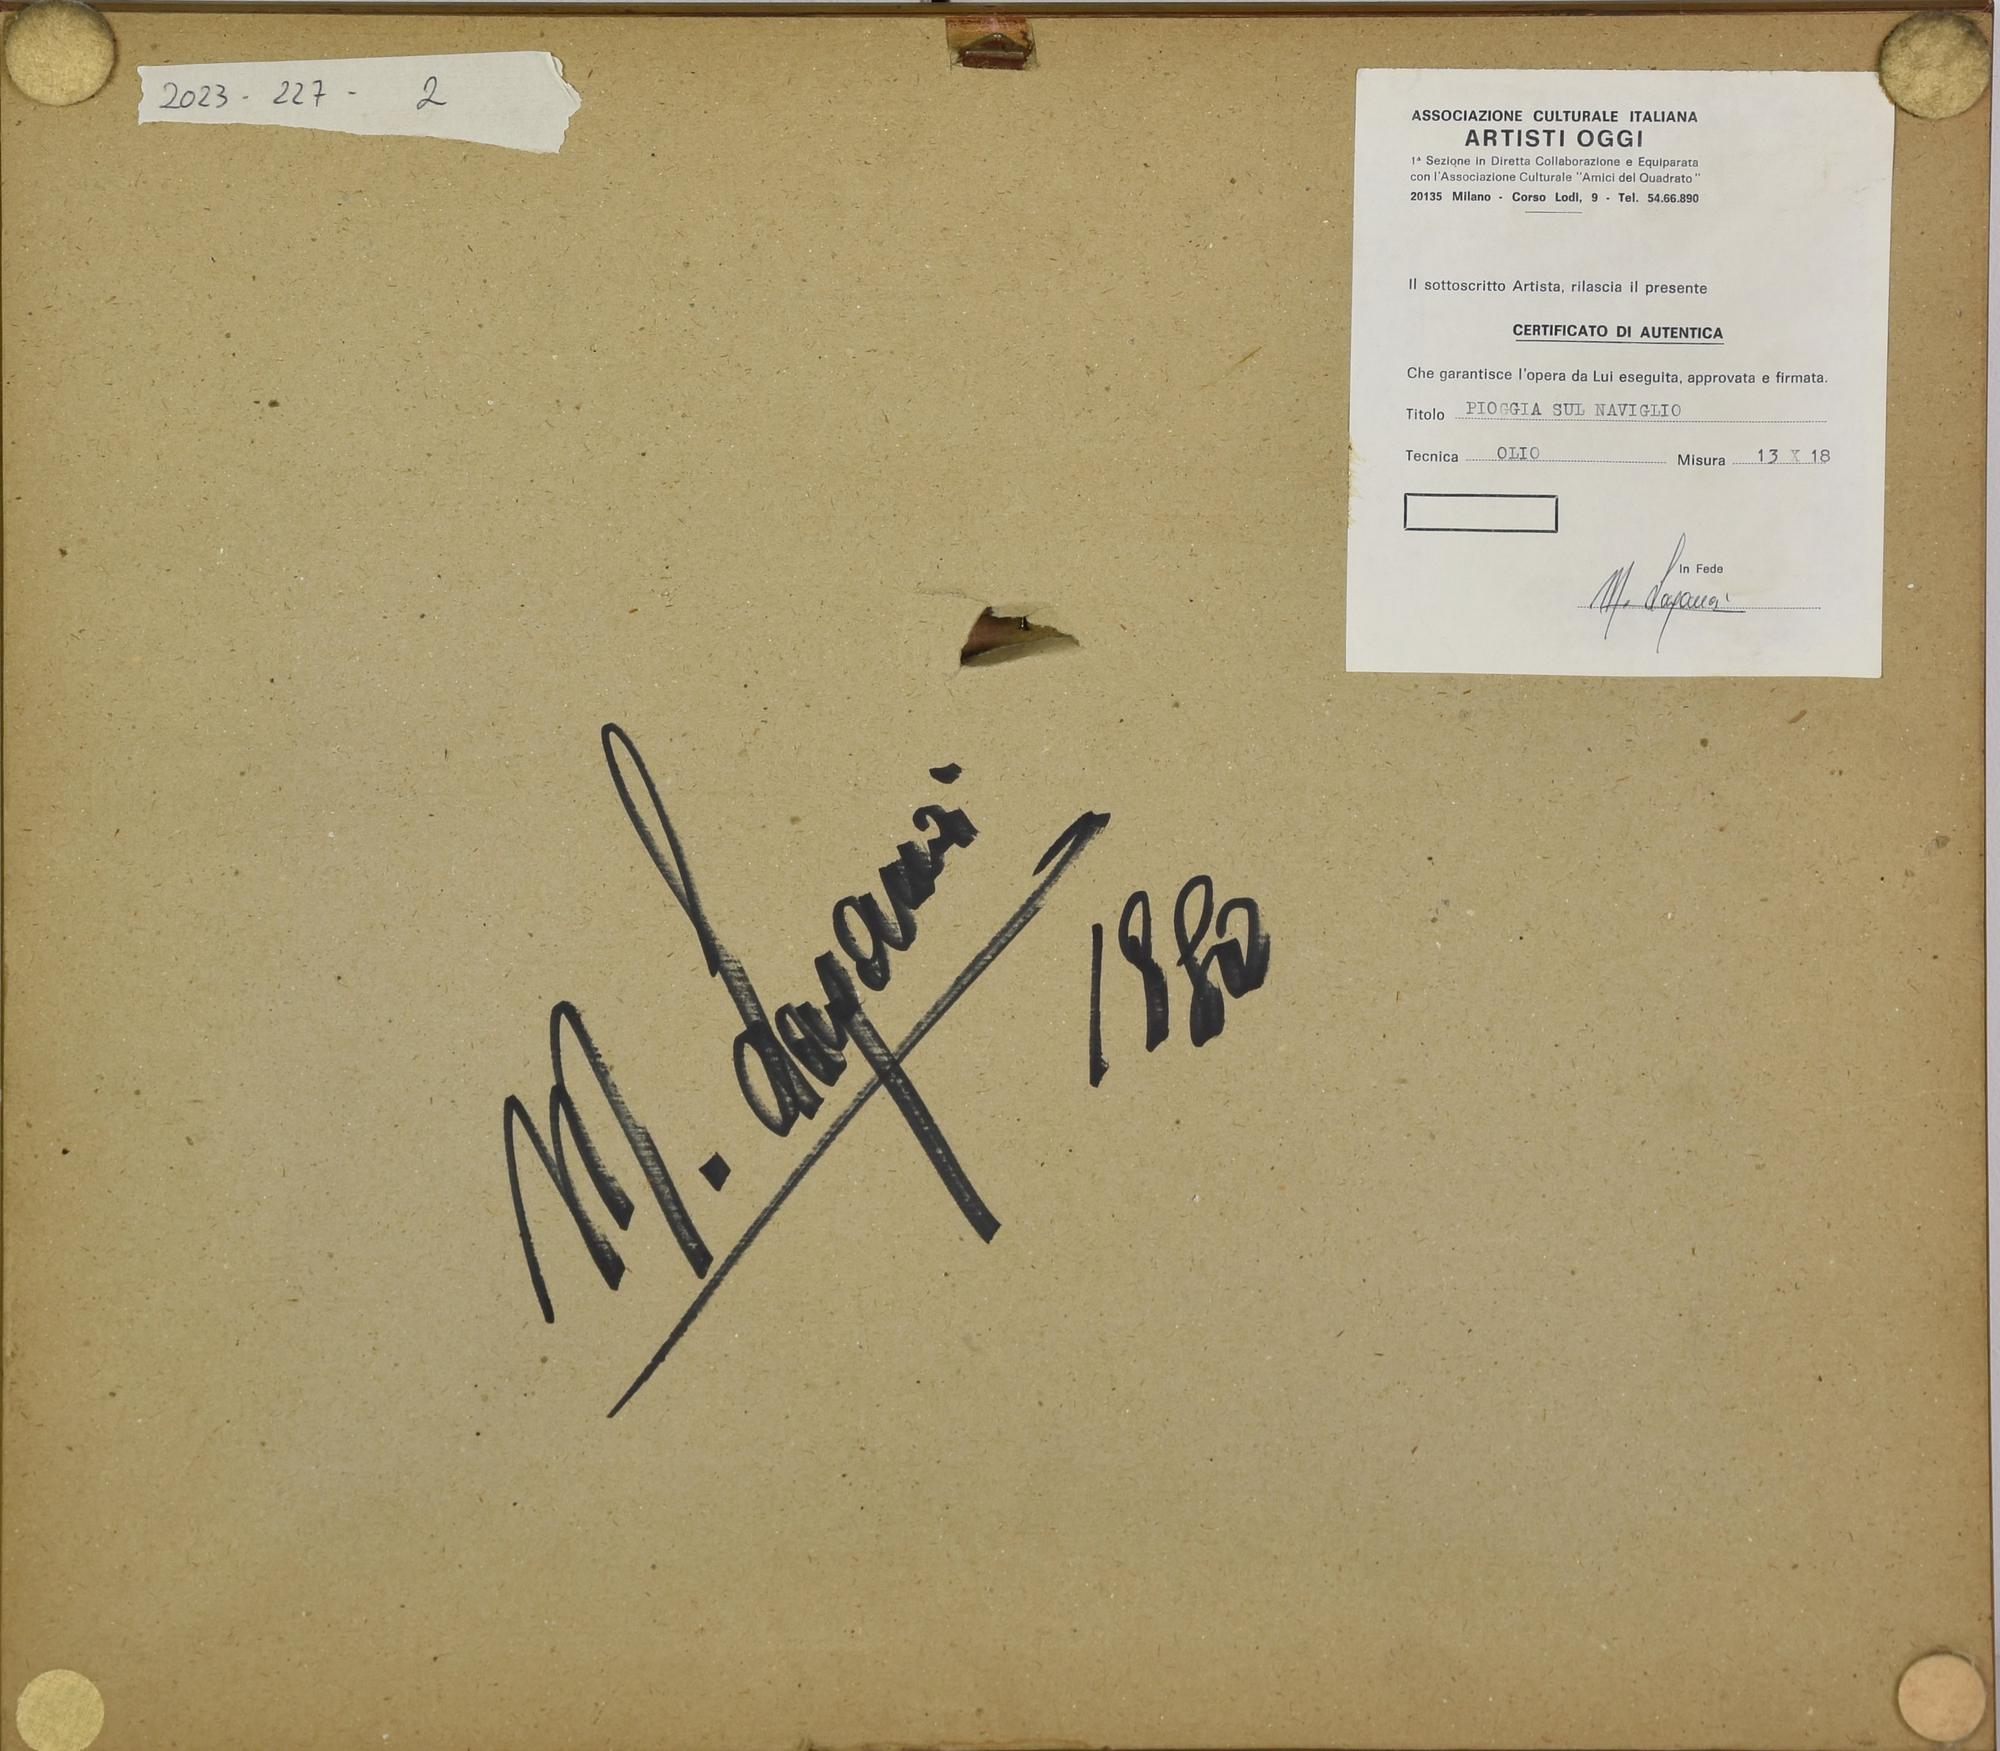 2023 - 227 - 2
ASSOCIAZIONE CULTURALE ITALIANA
ARTISTI OGGI
1ª Sezione in Diretta Collaborazione e Equiparata
con l'Associazione Culturale "Amici del Quadrato"
20135 Milano - Corso Lodi, 9 - Tel. 54.66.890
Il sottoscritto Artista, rilascia il presente
CERTIFICATO DI AUTENTICA
Che garantisce l'opera da Lui eseguita, approvata e firmata.
Titolo PIOGGIA SUL NAVIGLIO
Tecnica OLIO Misura 13 X 18
In Fede
M.
M.
1980